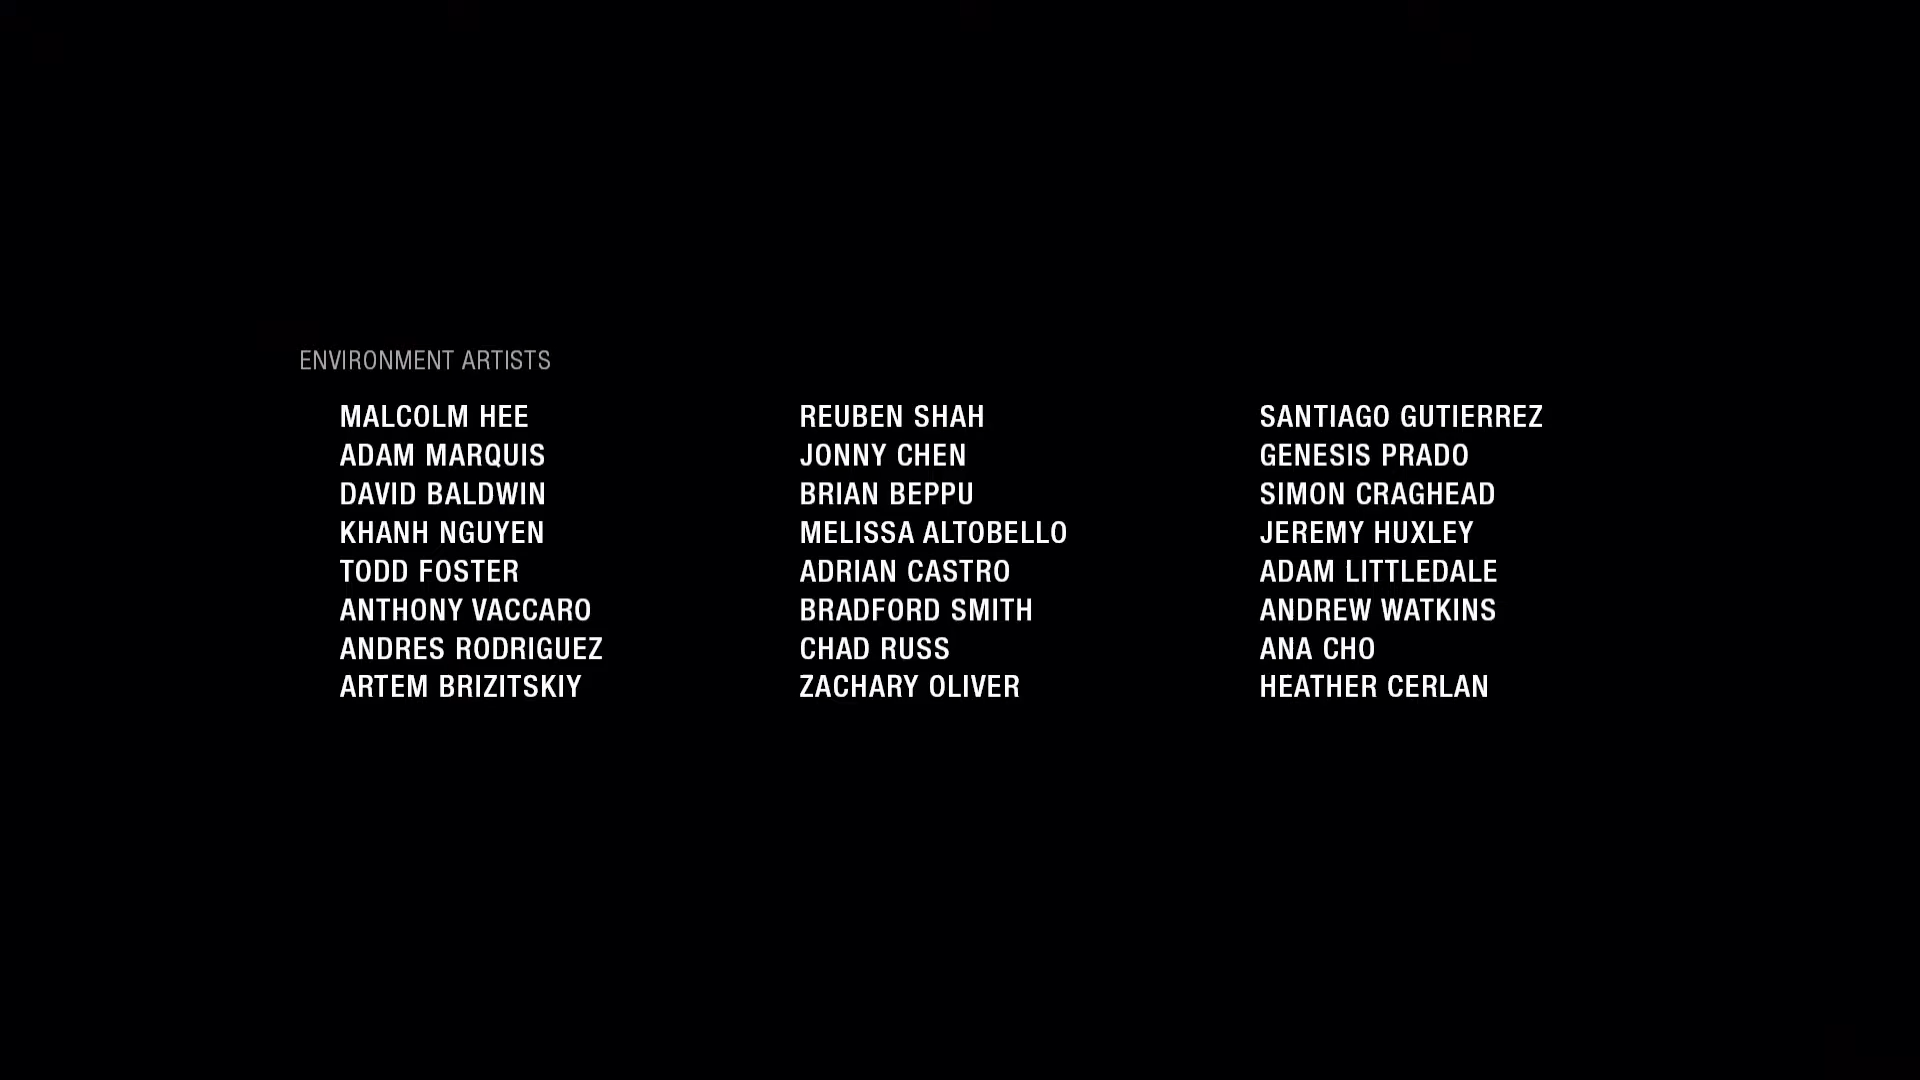 ENVIRONMENT ARTISTS
MALCOLM HEE
ADAM MARQUIS
DAVID BALDWIN
KHANH NGUYEN
TODD FOSTER
ANTHONY VACCARO
ANDRES RODRIGUEZ
ARTEM BRIZITSKIY
REUBEN SHAH
JONNY CHEN
BRIAN BEPPU
MELISSA ALTOBELLO
ADRIAN CASTRO
BRADFORD SMITH
CHAD RUSS
ZACHARY OLIVER
SANTIAGO GUTIERREZ
GENESIS PRADO
SIMON CRAGHEAD
JEREMY HUXLEY
ADAM LITTLEDALE
ANDREW WATKINS
ANA CHO
HEATHER CERLAN